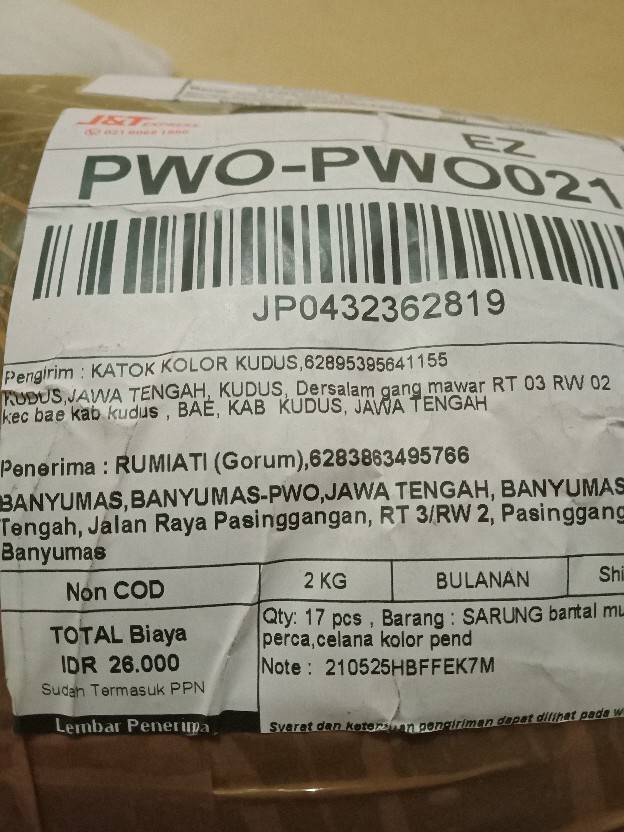 J&T EXPRESS
EZ
PWO-PWO021
JP0432362819
Pengirim : KATOK KOLOR KUDUS,62895395641155
KUDUS,JAWA TENGAH, KUDUS, Dersalam gang mawar RT 03 RW 02
kec bae kab kudus , BAE, KAB KUDUS, JAWA TENGAH
Penerima : RUMIATI (Gorum),6283863495766
BANYUMAS,BANYUMAS-PWO,JAWA TENGAH, BANYUMAS
Tengah, Jalan Raya Pasinggangan, RT 3/RW 2, Pasinggang
Banyumas
Non COD
2 KG
BULANAN
Shi
TOTAL Biaya
IDR 26.000
Sudah Termasuk PPN
Qty: 17 pcs , Barang : SARUNG bantal mu
perca,celana kolor pend
Note : 210525HBFFEK7M
Lembar Penerima
Syarat dan ketentuan pengiriman dapat dilihat pada w